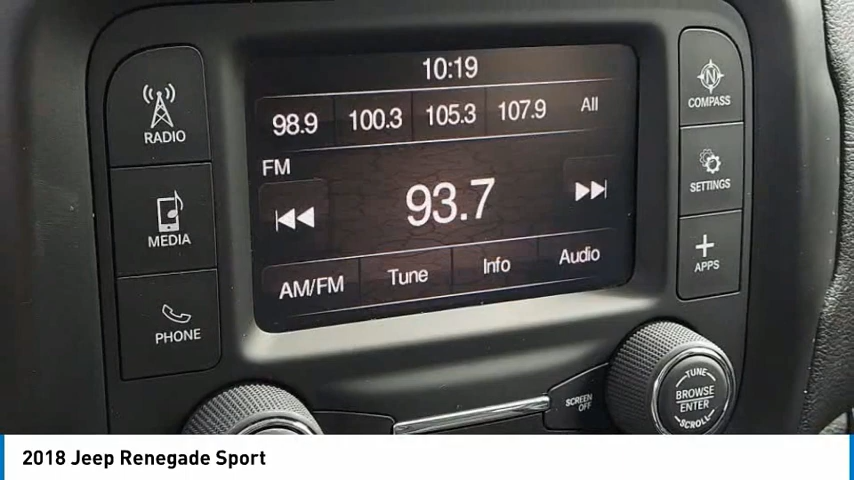 10:19
98.9 100.3 105.3 107.9 All
FM
93.7
AM/FM Tune Info Audio
RADIO
MEDIA
PHONE
N
COMPASS
SETTINGS
APPS
SCREEN
OFF
TUNE
BROWSE
ENTER
SCROLL
2018 Jeep Renegade Sport